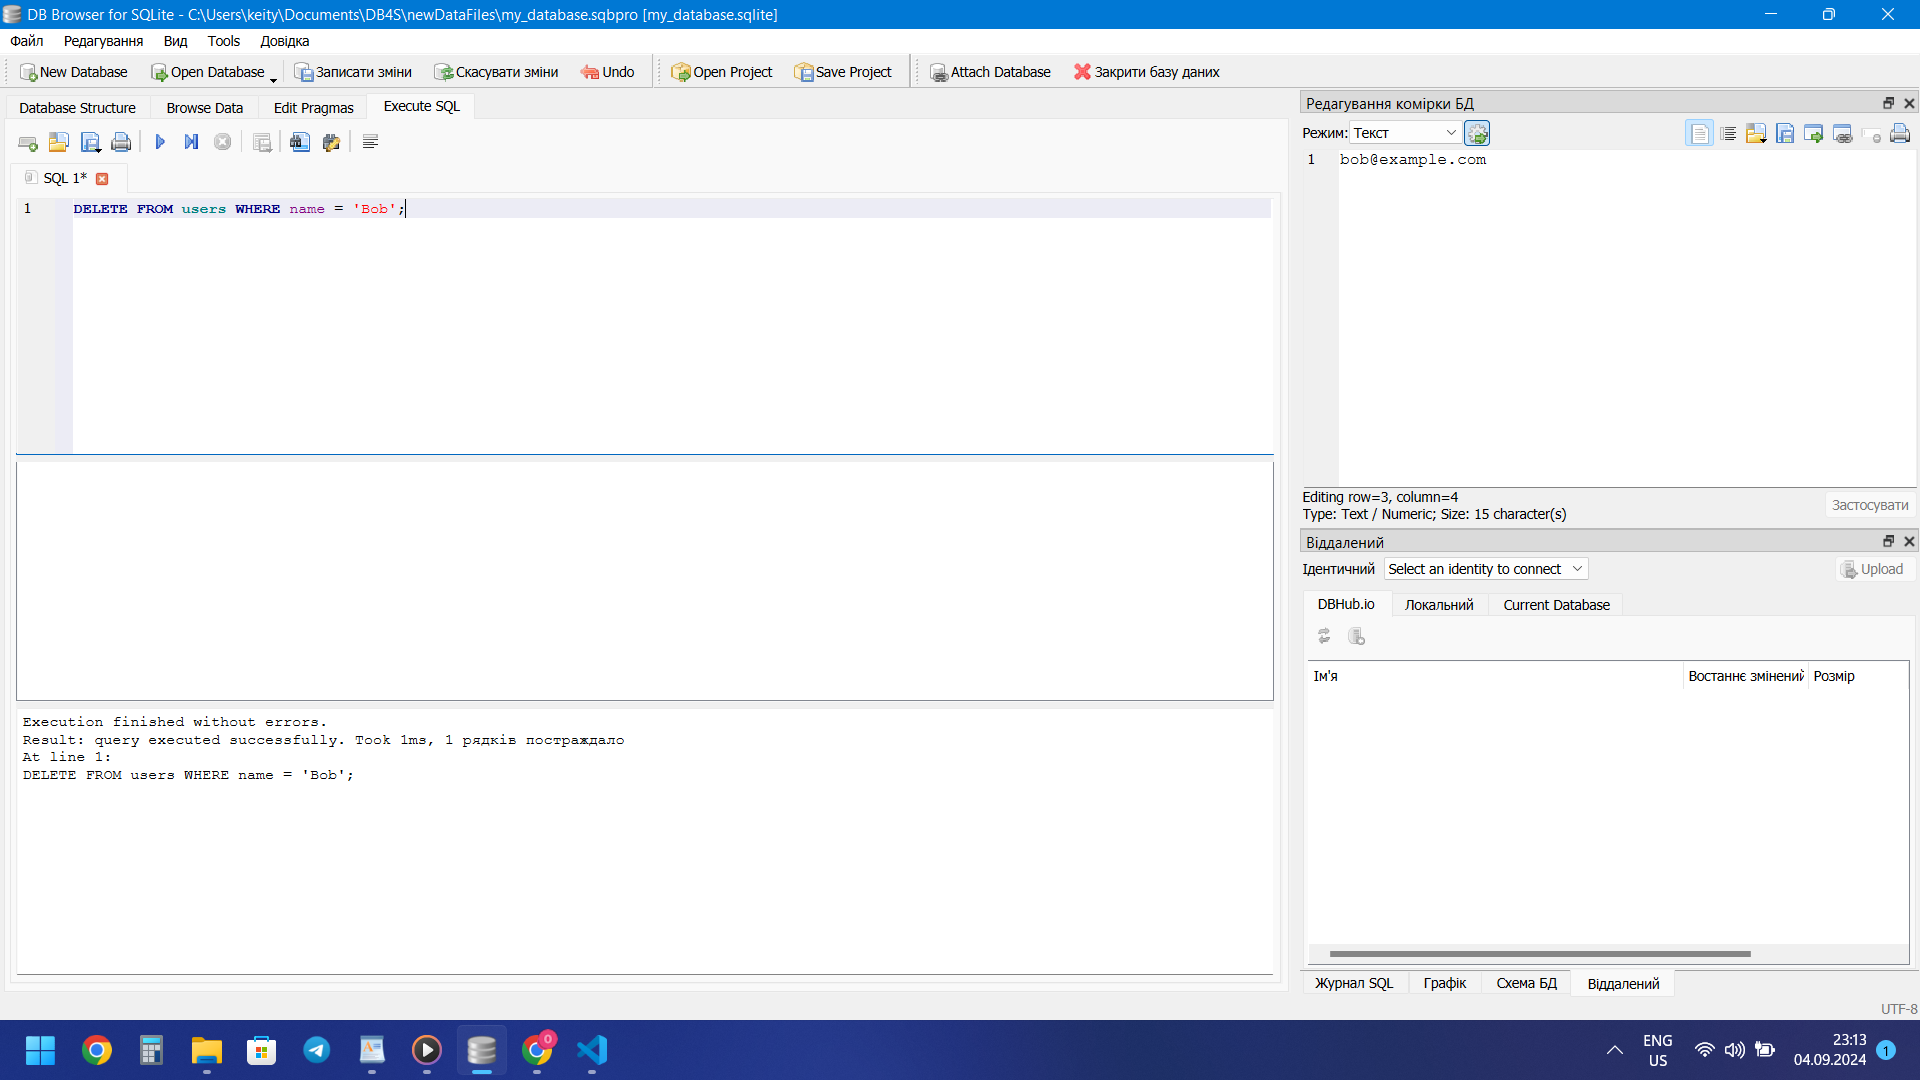 DB Browser for SQLite - C:\Users\keity\Documents\DB4S\newDataFiles\my_database.sqbpro [my_database.sqlite]
Файл Редагування Вид Tools Довідка
New Database Open Database Записати зміни Скасувати зміни Undo Open Project Save Project Attach Database Закрити базу даних
Database Structure Browse Data Edit Pragmas Execute SQL
SQL 1*
1 DELETE FROM users WHERE name = 'Bob';
Execution finished without errors.
Result: query executed successfully. Took 1ms, 1 рядків постраждало
At line 1:
DELETE FROM users WHERE name = 'Bob';
Редагування комірки БД
Режим: Текст
1 bob@example.com
Editing row=3, column=4
Type: Text / Numeric; Size: 15 character(s)
Застосувати
Віддалений
Ідентичний Select an identity to connect Upload
DBHub.io Локальний Current Database
Ім'я Востаннє змінений Розмір
Журнал SQL Графік Схема БД Віддалений
UTF-8
0
ENG
US
23:13
04.09.2024
1